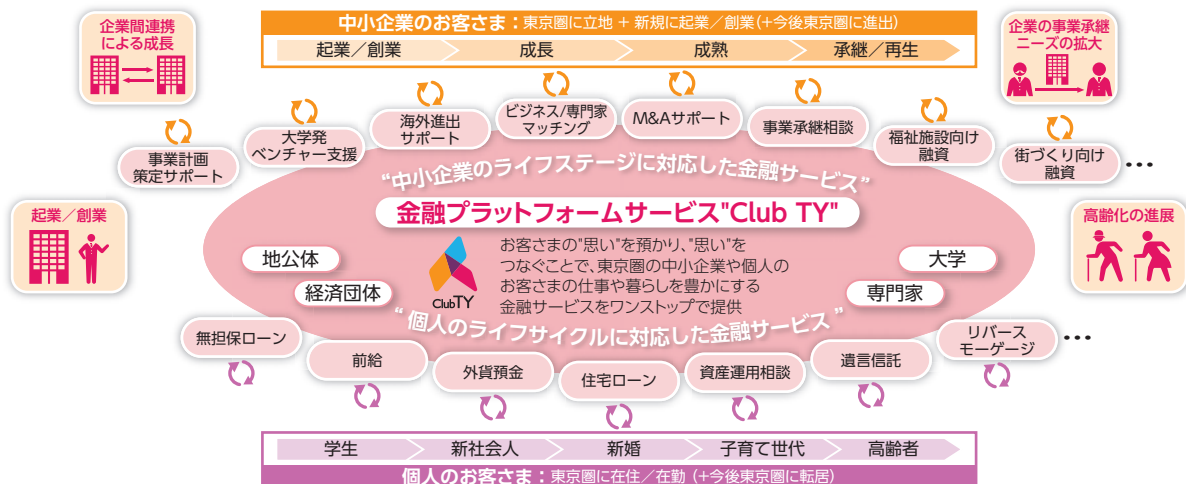 中小企業のお客さま：東京圏に立地 + 新規に起業／創業（+今後東京圏に進出）
起業／創業
成長
成熟
承継／再生
企業間連携
による成長
企業の事業承継
ニーズの拡大
事業計画
策定サポート
大学発
ベンチャー支援
海外進出
サポート
ビジネス/専門家
マッチング
M&Aサポート
事業承継相談
福祉施設向け
融資
街づくり向け
融資
…
“中小企業のライフステージに対応した金融サービス”
金融プラットフォームサービス"Club TY"
起業／創業
高齢化の進展
地公体
経済団体
ClubTY
お客さまの"思い"を預かり、"思い"を
つなぐことで、東京圏の中小企業や個人の
お客さまの仕事や暮らしを豊かにする
金融サービスをワンストップで提供
大学
専門家
“個人のライフサイクルに対応した金融サービス”
無担保ローン
前給
外貨預金
住宅ローン
資産運用相談
遺言信託
リバース
モーゲージ
…
学生
新社会人
新婚
子育て世代
高齢者
個人のお客さま：東京圏に在住／在勤（+今後東京圏に転居）